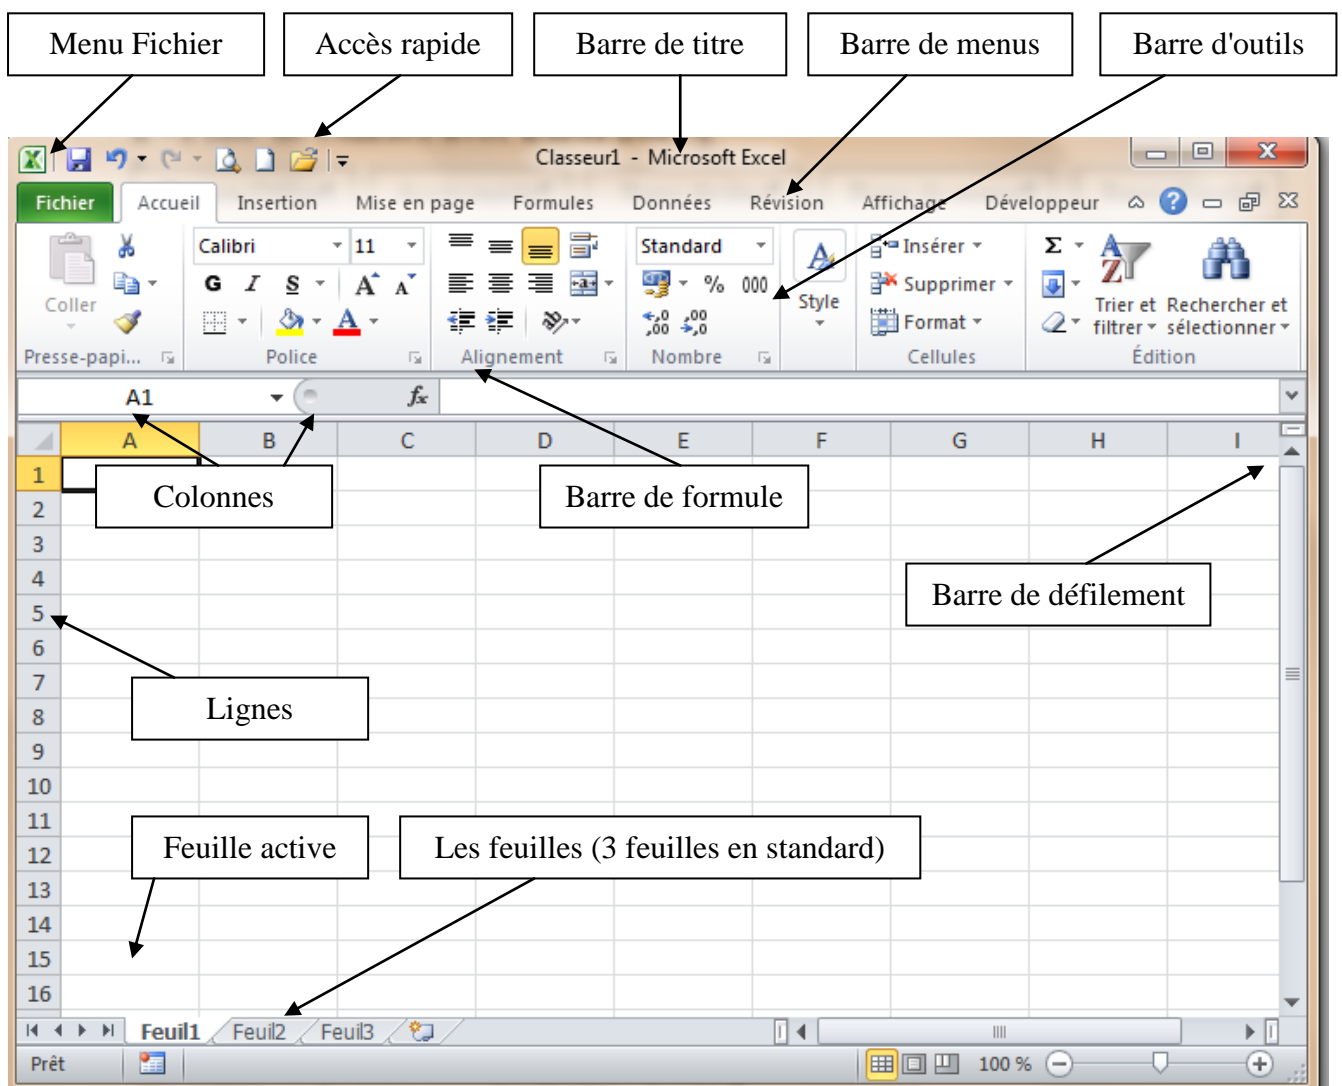 Menu Fichier
Accès rapide
Barre de titre
Barre de menus
Barre d'outils
Classeur1 - Microsoft Excel
Fichier Accueil Insertion Mise en page Formules Données Révision Affichage Développeur
Calibri 11 Standard Insérer Σ
G I S A A % 000 Supprimer
Coller Style Trier et Rechercher et
A Format filtrer sélectionner
Presse-papi... Police Alignement Nombre Cellules Édition
A1 fx
A B C D E F G H I
1
Colonnes
Barre de formule
2
3
4
Barre de défilement
5
6
7
Lignes
8
9
10
11
Feuille active
Les feuilles (3 feuilles en standard)
12
13
14
15
16
Feuil1 Feuil2 Feuil3
Prêt 100 %